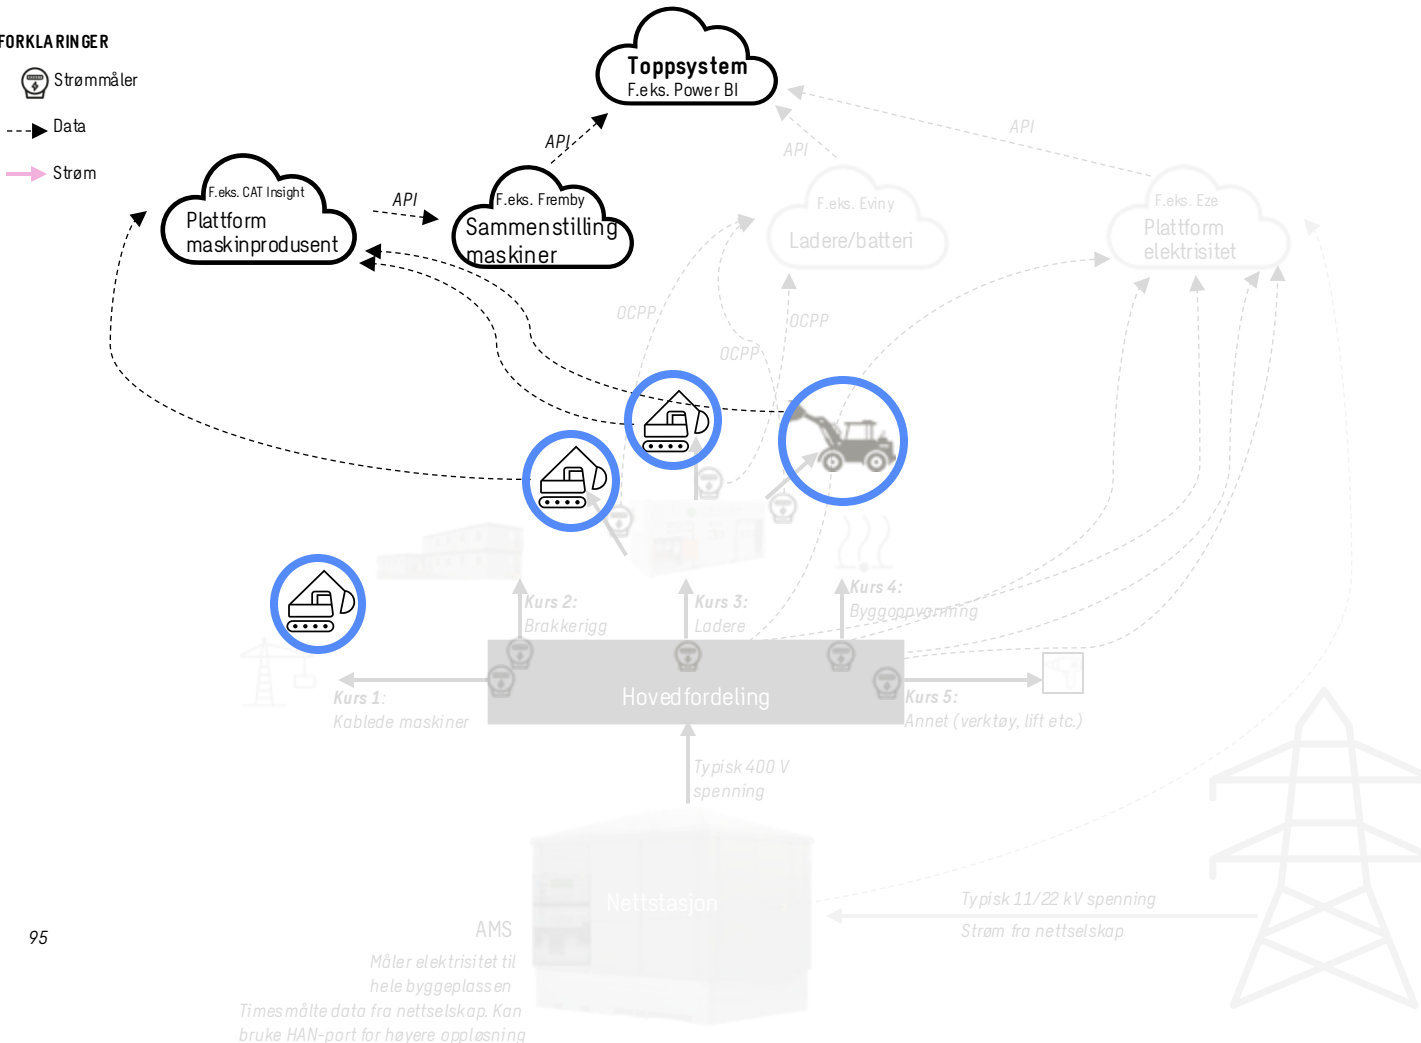 FORKLARINGER
Strømmåler
Data
Strøm
Toppsystem
F.eks. Power BI
API
API
API
API
F.eks. CAT Insight
Plattform
maskinprodusent
F.eks. Fremby
Sammenstilling
maskiner
F.eks. Eviny
Ladere/batteri
F.eks. Eze
Plattform
elektrisitet
OCPP
OCPP
OCPP
Kurs 2:
Brakkerigg
Kurs 3:
Ladere
Kurs 4:
Byggoppvarming
Hovedfordeling
Kurs 1:
Kablede maskiner
Kurs 5:
Annet (verktøy, lift etc.)
Typisk 400 V
spenning
Nettstasjon
Typisk 11/22 kV spenning
Strøm fra nettselskap
AMS
Måler elektrisitet til
hele byggeplassen
Timesmålte data fra nettselskap. Kan
bruke HAN-port for høyere oppløsning
95